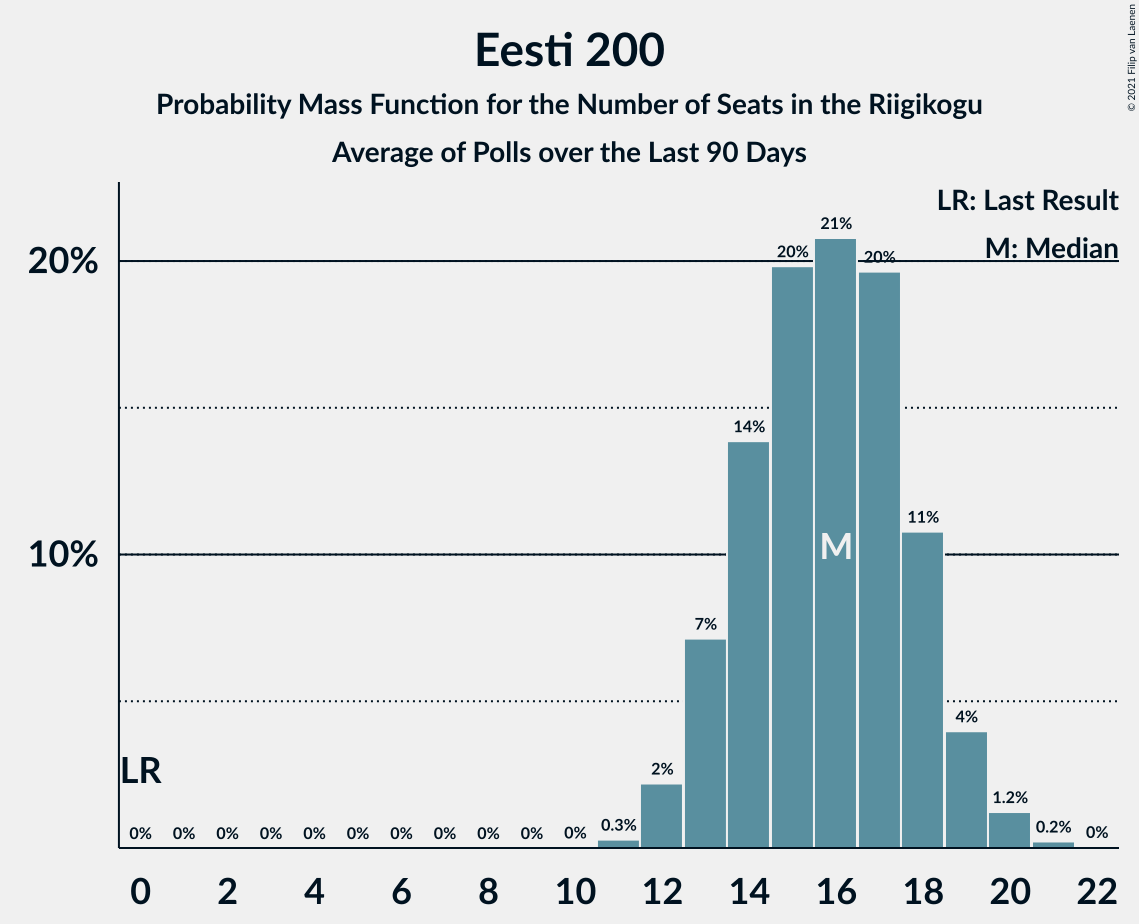 Eesti 200
Probability Mass Function for the Number of Seats in the Riigikogu
Average of Polls over the Last 90 Days
© 2021 Filip van Laenen
LR: Last Result
M: Median
20%
10%
0% 0% 0% 0% 0% 0% 0% 0% 0% 0% 0% 0.3% 2% 7% 14% 20% 21% 20% 11% 4% 1.2% 0.2% 0%
LR
M
0 2 4 6 8 10 12 14 16 18 20 22